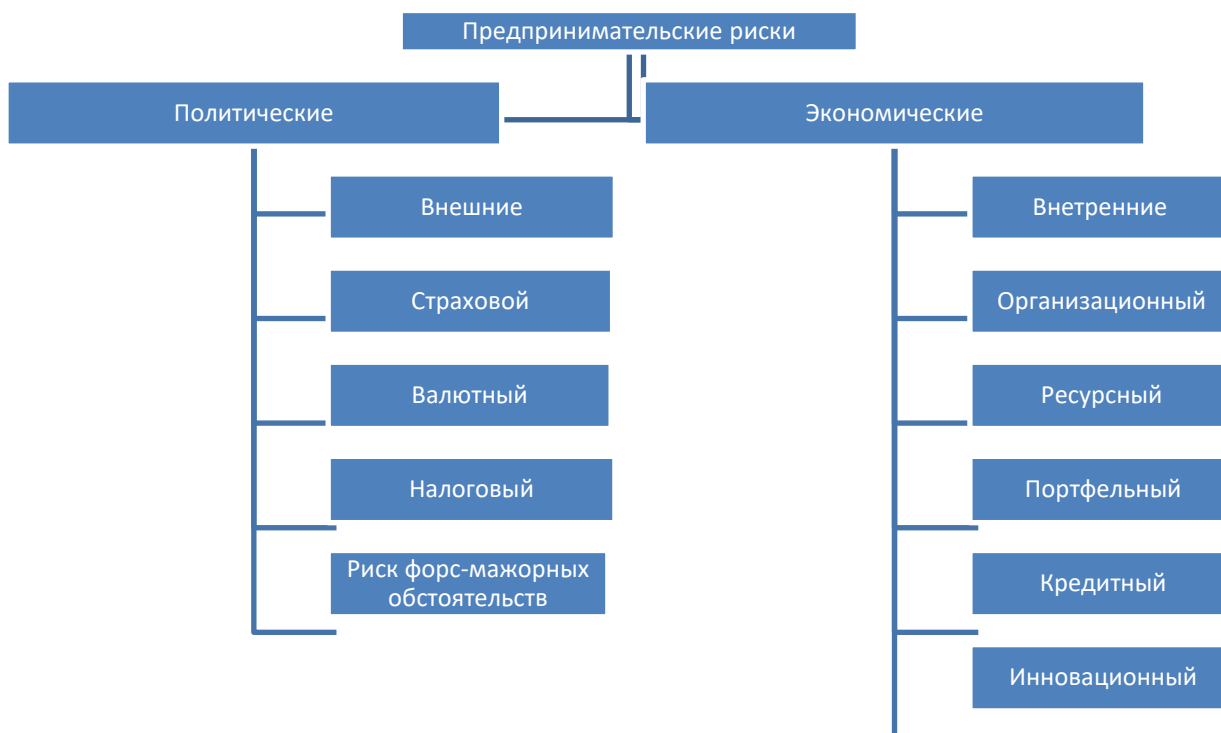 Предпринимательские риски
Политические
Экономические
Внешние
Внетренние
Страховой
Организационный
Валютный
Ресурсный
Налоговый
Портфельный
Риск форс-мажорных
обстоятельств
Кредитный
Инновационный